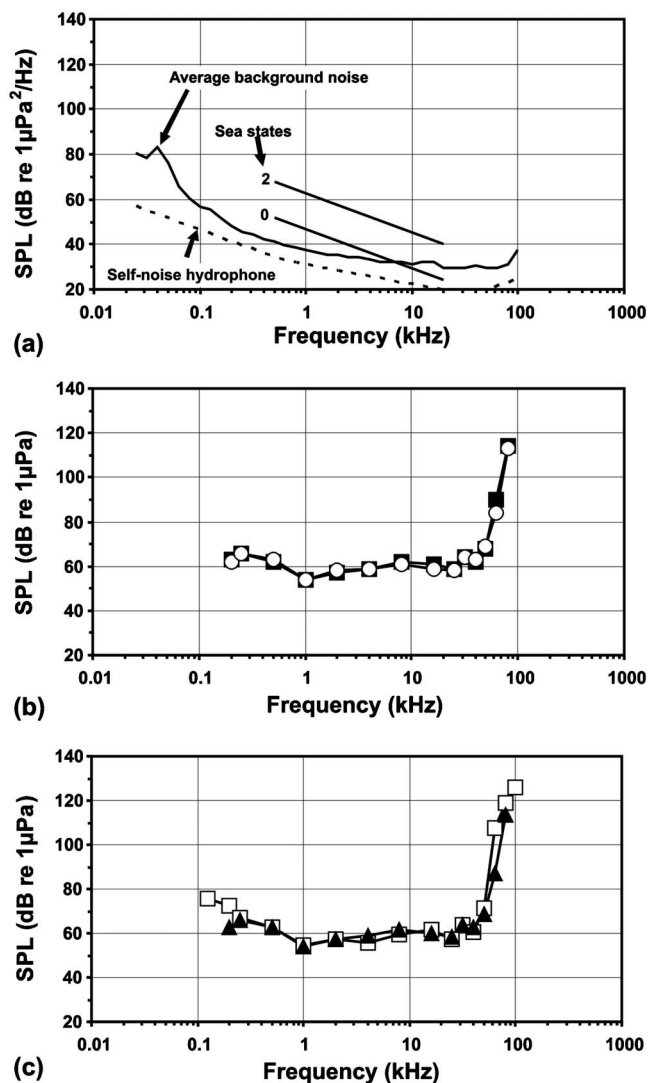 140
120
100
80
60
40
20
SPL (dB re 1µPa²/Hz)
Average background noise
Sea states
2
0
Self-noise hydrophone
0.01 0.1 1 10 100 1000
Frequency (kHz)
(a)
140
120
100
80
60
40
20
SPL (dB re 1µPa)
0.01 0.1 1 10 100 1000
Frequency (kHz)
(b)
140
120
100
80
60
40
20
SPL (dB re 1µPa)
0.01 0.1 1 10 100 1000
Frequency (kHz)
(c)